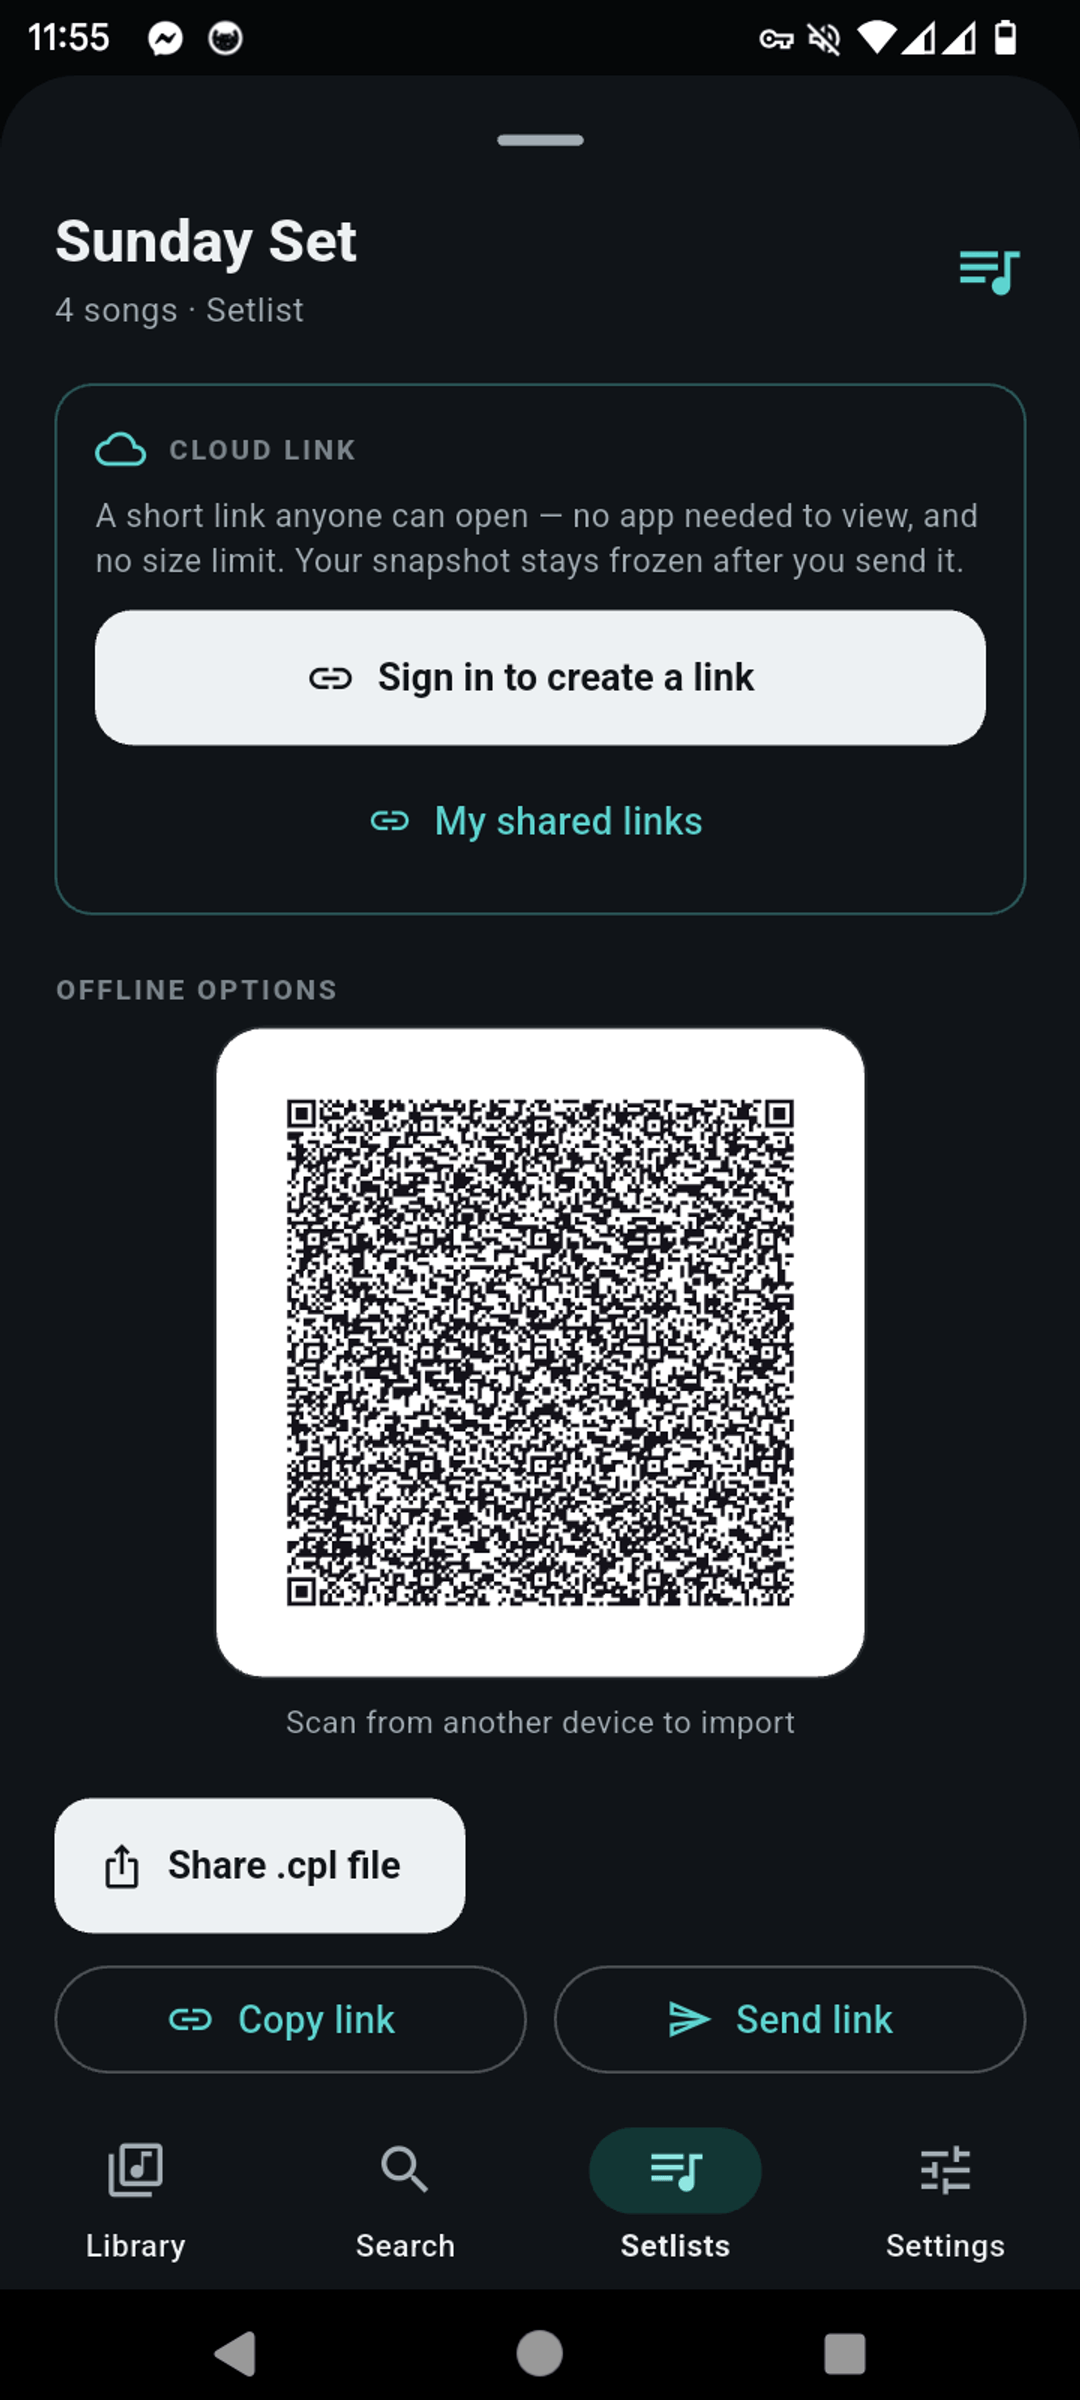 11:55
Sunday Set
4 songs · Setlist
CLOUD LINK
A short link anyone can open — no app needed to view, and
no size limit. Your snapshot stays frozen after you send it.
Sign in to create a link
My shared links
OFFLINE OPTIONS
Scan from another device to import
Share .cpl file
Copy link
Send link
Library
Search
Setlists
Settings